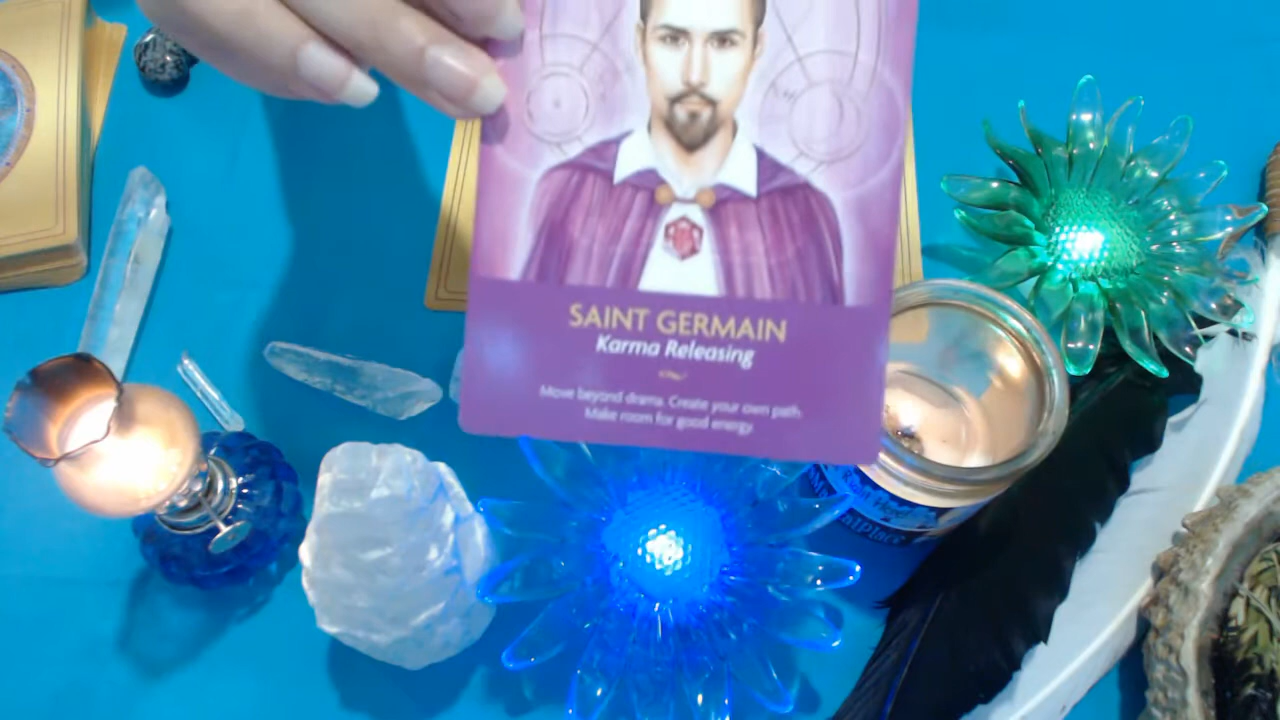 SAINT GERMAIN
Karma Releasing
Move beyond drama. Create your own path.
Make room for good energy.